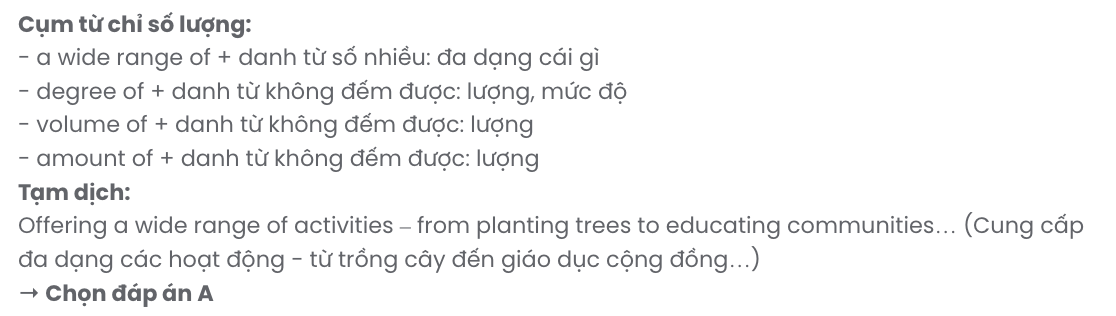 Cụm từ chỉ số lượng:
- a wide range of + danh từ số nhiều: đa dạng cái gì
- degree of + danh từ không đếm được: lượng, mức độ
- volume of + danh từ không đếm được: lượng
- amount of + danh từ không đếm được: lượng
Tạm dịch:
Offering a wide range of activities – from planting trees to educating communities… (Cung cấp
đa dạng các hoạt động - từ trồng cây đến giáo dục cộng đồng…)
→ Chọn đáp án A